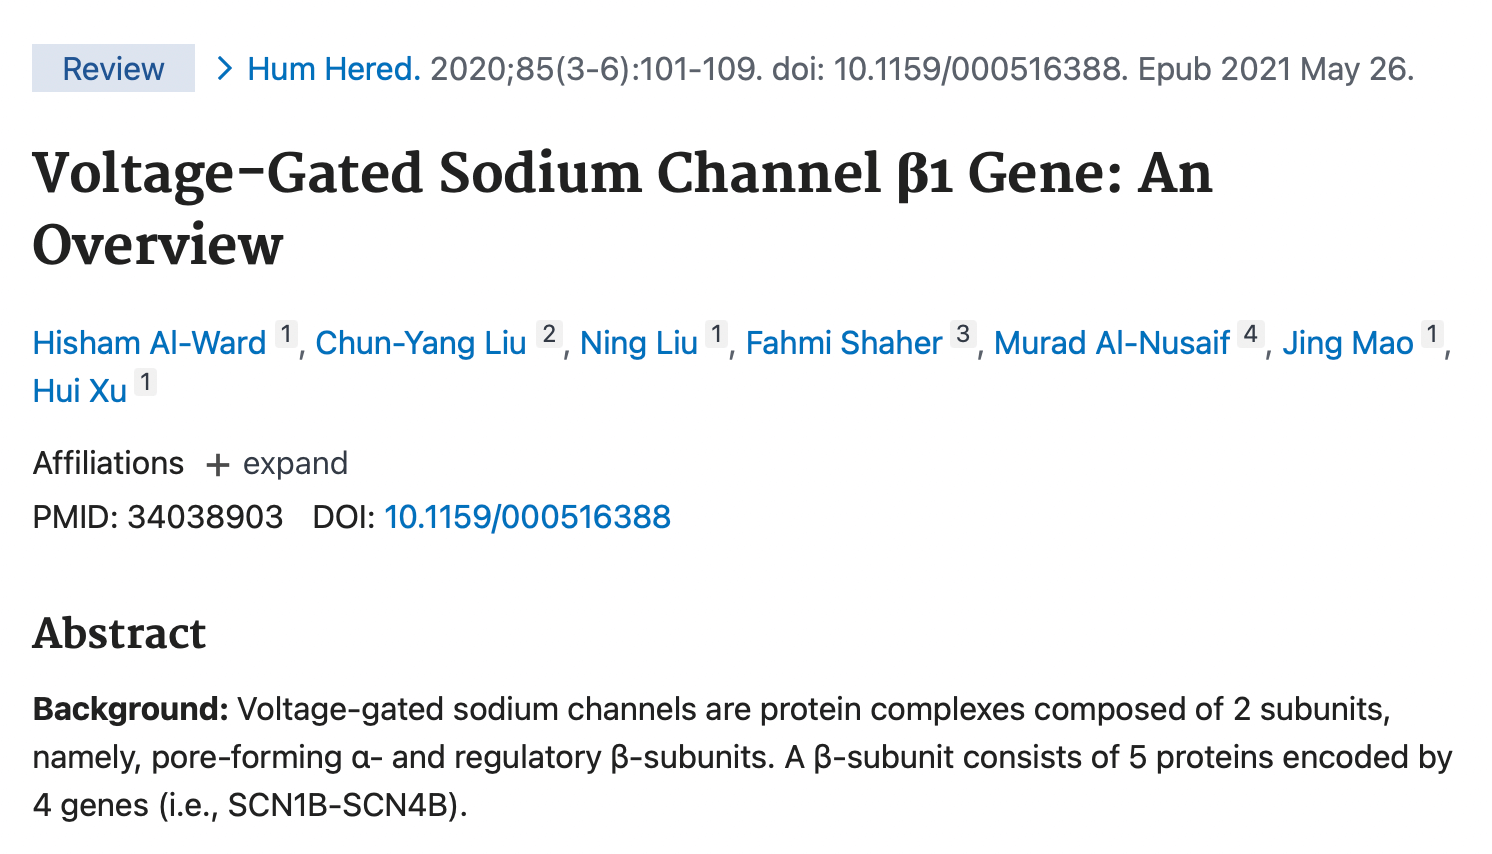 Review > Hum Hered. 2020;85(3-6):101-109. doi: 10.1159/000516388. Epub 2021 May 26.
Voltage-Gated Sodium Channel β1 Gene: An
Overview
Hisham Al-Ward 1, Chun-Yang Liu 2, Ning Liu 1, Fahmi Shaher 3, Murad Al-Nusaif 4, Jing Mao 1,
Hui Xu 1
Affiliations + expand
PMID: 34038903 DOI: 10.1159/000516388
Abstract
Background: Voltage-gated sodium channels are protein complexes composed of 2 subunits,
namely, pore-forming α- and regulatory β-subunits. A β-subunit consists of 5 proteins encoded by
4 genes (i.e., SCN1B-SCN4B).